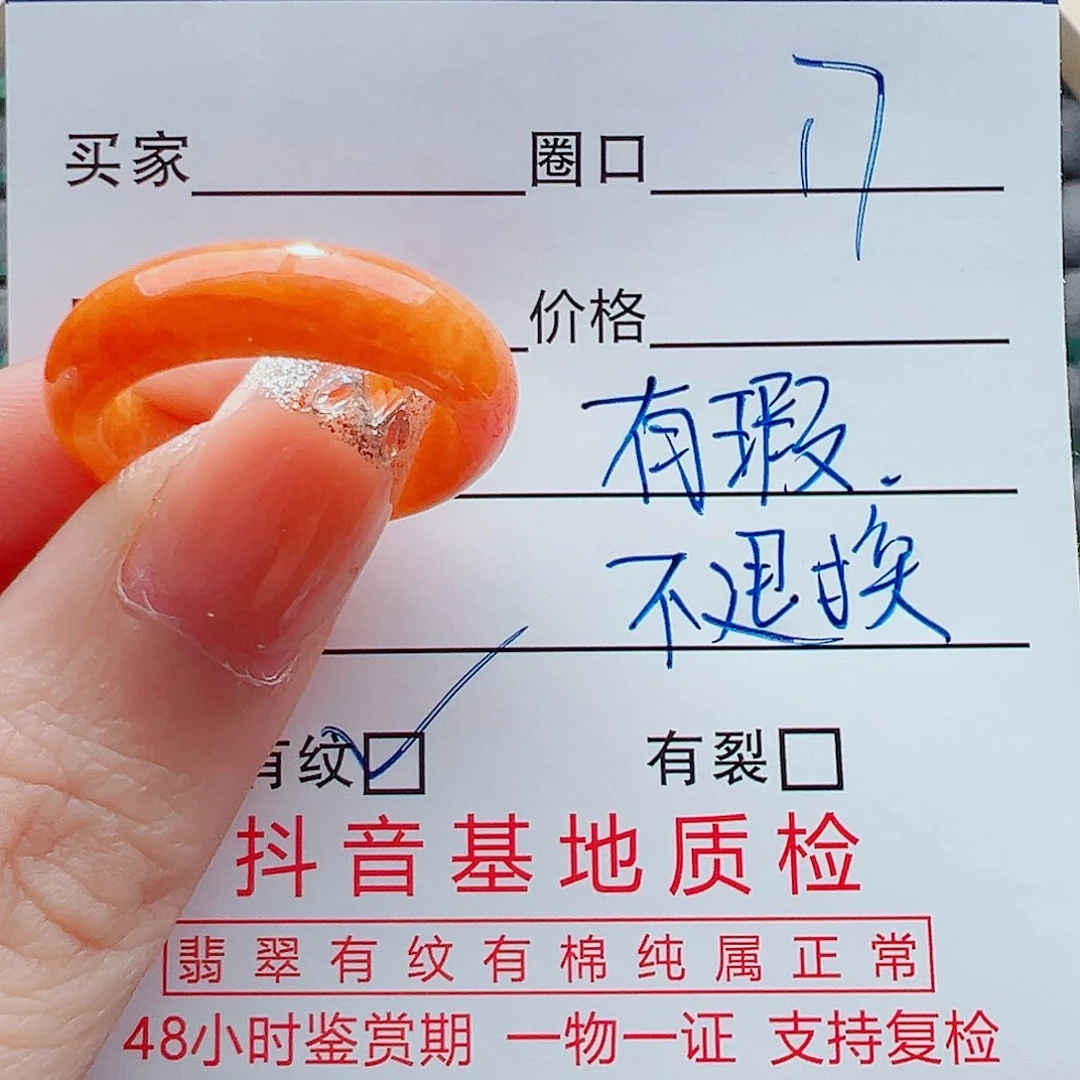 买家 圈口 17
价格
有瑕.
不退换
有纹 有裂
抖音基地质检
翡翠有纹有棉纯属正常
48小时鉴赏期 一物一证 支持复检